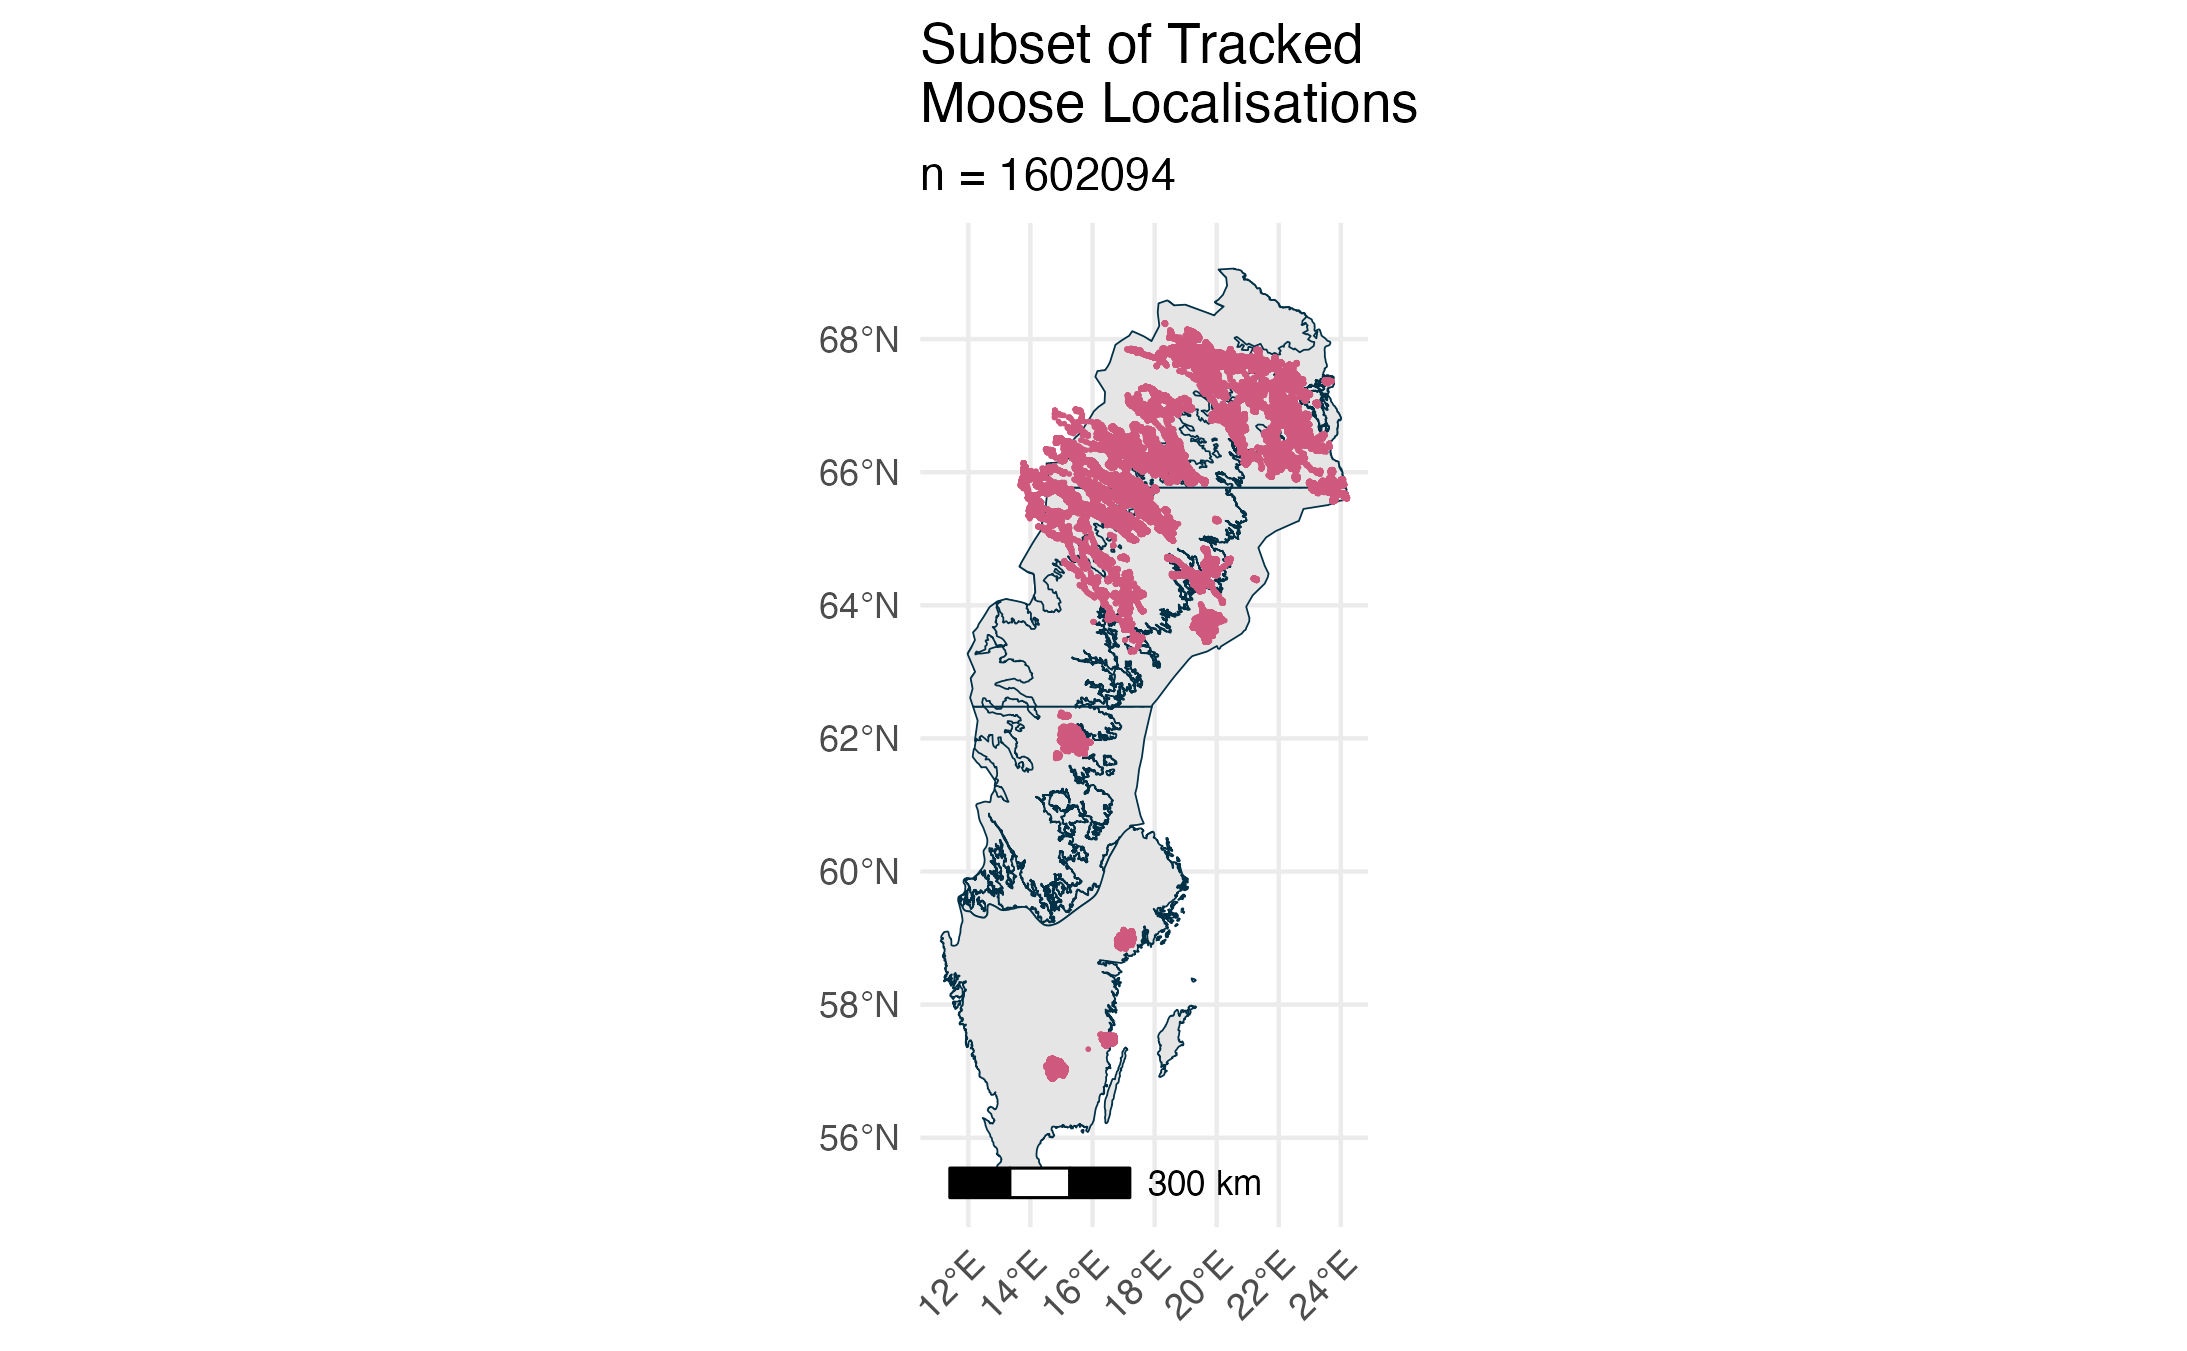 Subset of Tracked
Moose Localisations
n = 1602094
68°N
66°N
64°N
62°N
60°N
58°N
56°N
300 km
12°E
14°E
16°E
18°E
20°E
22°E
24°E